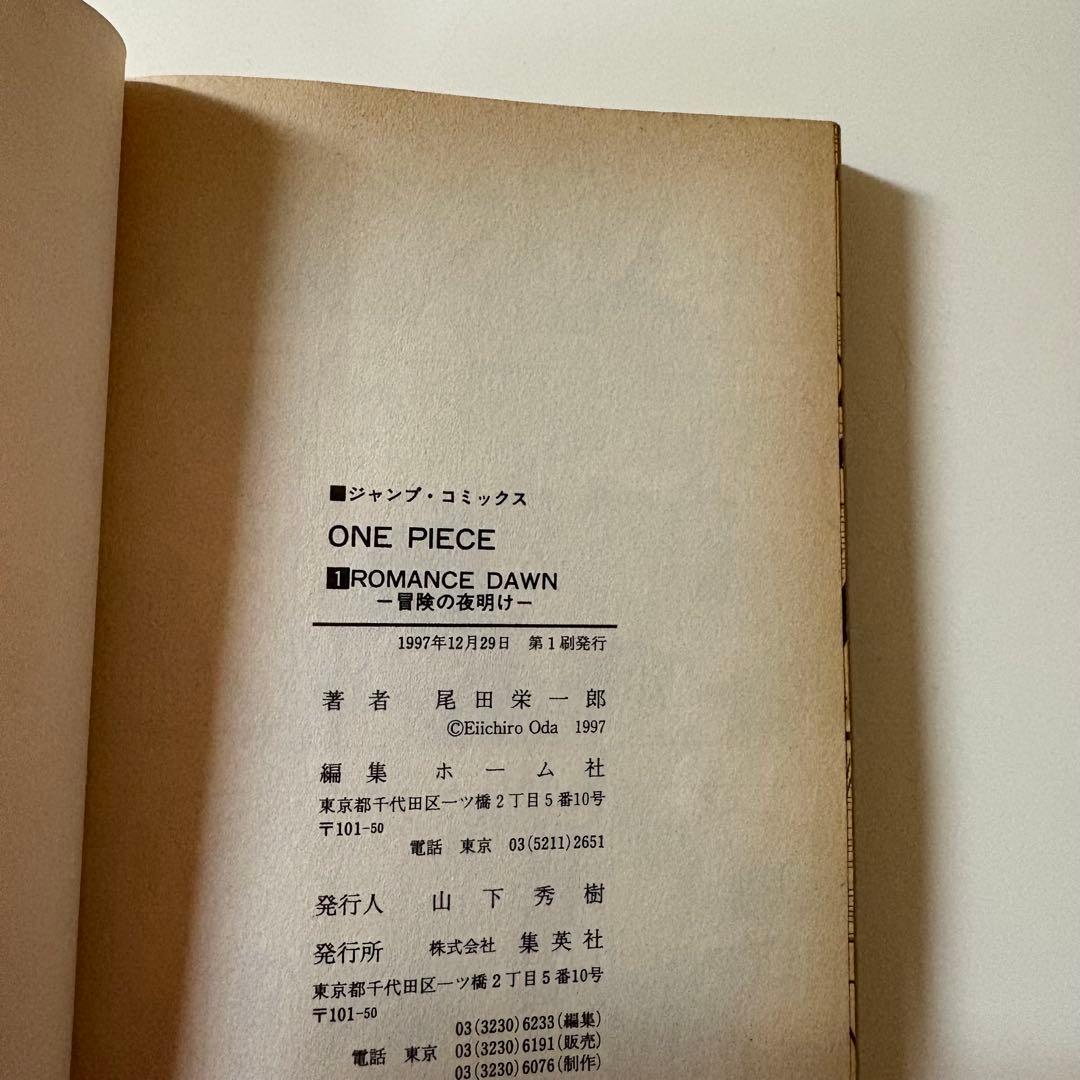 ■ジャンプ・コミックス
ONE PIECE
1 ROMANCE DAWN
ー冒険の夜明けー
1997年12月29日 第1刷発行
著者 尾田栄一郎
©Eiichiro Oda 1997
編集 ホーム社
東京都千代田区一ツ橋2丁目5番10号
〒101-50
電話 東京 03(5211)2651
発行人 山下秀樹
発行所 株式会社 集英社
東京都千代田区一ツ橋2丁目5番10号
〒101-50
03(3230)6233(編集)
電話 東京 03(3230)6191(販売)
03(3230)6076(制作)